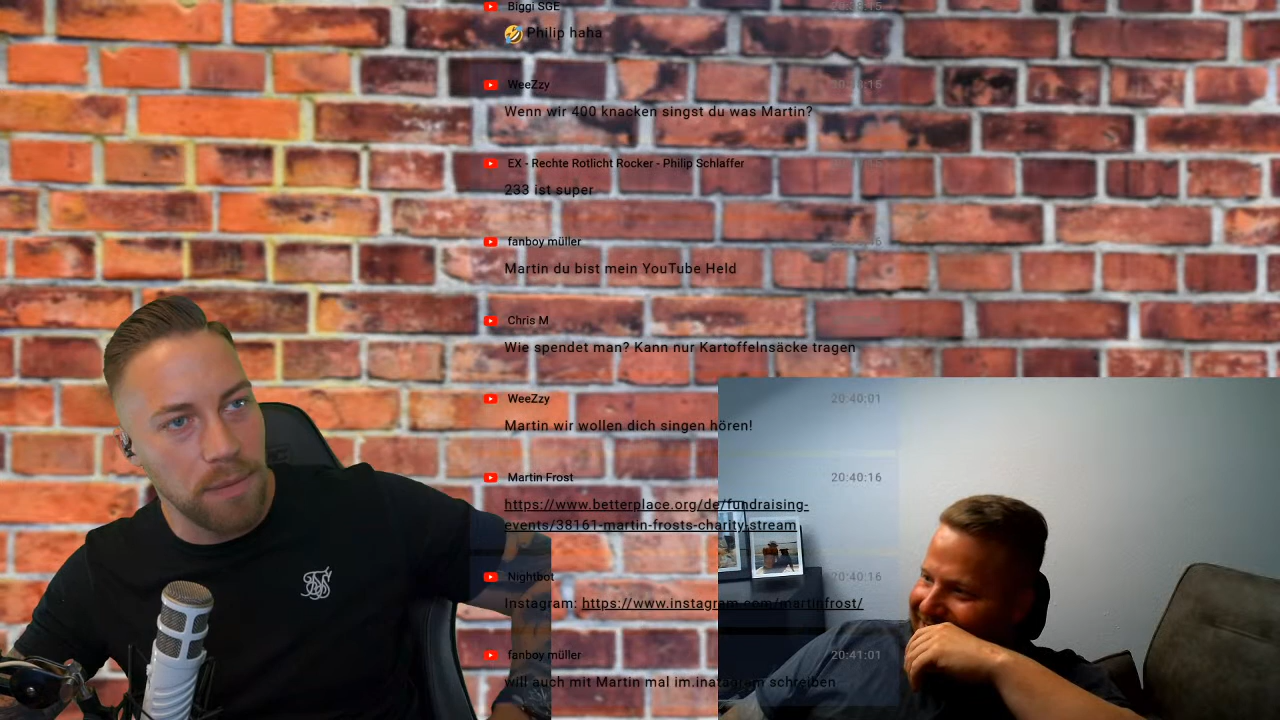 Biggi SGE
🤣 Philip haha
WeeZzy
Wenn wir 400 knacken singst du was Martin?
EX - Rechte Rotlicht Rocker - Philip Schlaffer
233 ist super
fanboy müller
Martin du bist mein YouTube Held
Chris M
Wie spendet man? Kann nur Kartoffelnsäcke tragen
WeeZzy 20:40:01
Martin wir wollen dich singen hören!
Martin Frost 20:40:16
https://www.betterplace.org/de/fundraising-
events/38161-martin-frosts-charity-stream
Nightbot 20:40:16
Instagram: https://www.instagram.com/martinfrost/
fanboy müller 20:41:01
will auch mit Martin mal im.inatagram schreiben